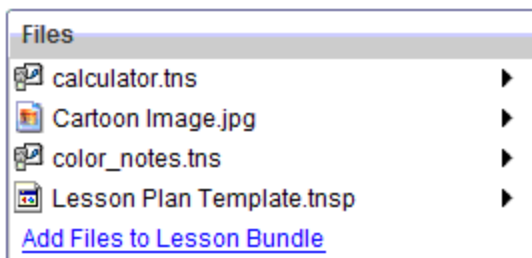 Files
calculator.tns
Cartoon Image.jpg
color_notes.tns
Lesson Plan Template.tnsp
Add Files to Lesson Bundle